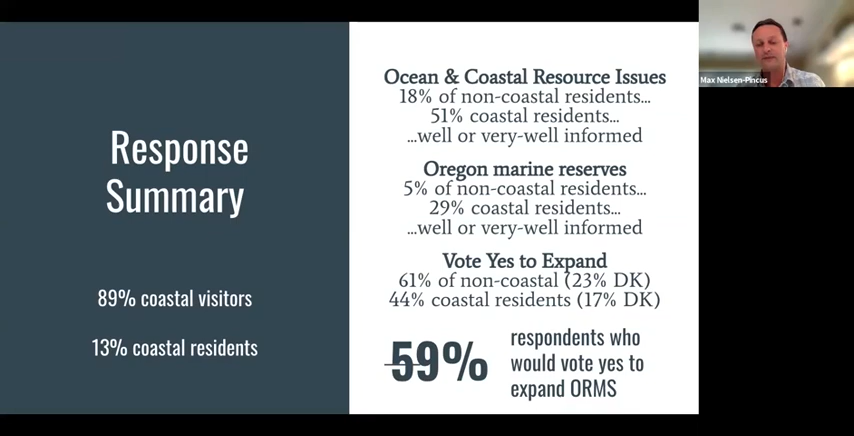 Response
Summary
89% coastal visitors
13% coastal residents
Ocean & Coastal Resource Issues
18% of non-coastal residents...
51% coastal residents...
...well or very-well informed
Oregon marine reserves
5% of non-coastal residents...
29% coastal residents...
...well or very-well informed
Vote Yes to Expand
61% of non-coastal (23% DK)
44% coastal residents (17% DK)
59%
respondents who
would vote yes to
expand ORMS
Max Nielsen-Pincus